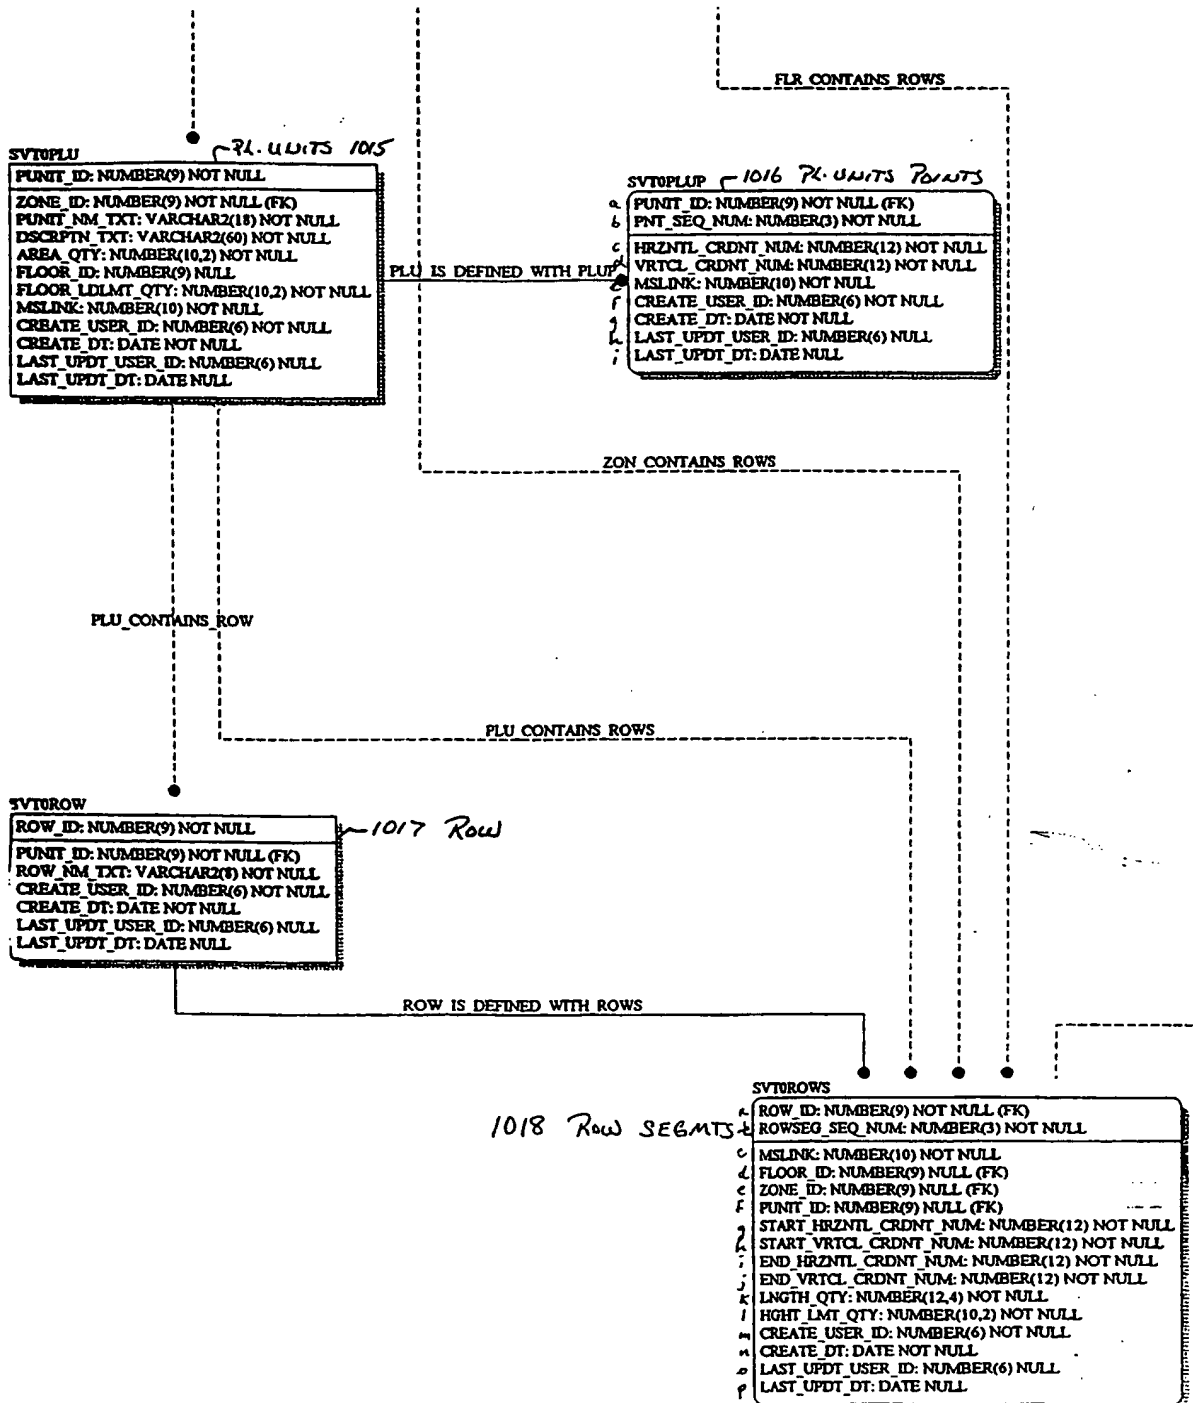 FLR CONTAINS ROWS
PL. UNITS 1015
SVT0PLU
PUNIT_ID: NUMBER(9) NOT NULL
ZONE_ID: NUMBER(9) NOT NULL (FK)
PUNIT_NM_TXT: VARCHAR2(18) NOT NULL
DSCRPTN_TXT: VARCHAR2(60) NOT NULL
AREA_QTY: NUMBER(10,2) NOT NULL
FLOOR_ID: NUMBER(9) NULL
FLOOR_LDLMT_QTY: NUMBER(10,2) NOT NULL
MSLINK: NUMBER(10) NOT NULL
CREATE_USER_ID: NUMBER(6) NOT NULL
CREATE_DT: DATE NOT NULL
LAST_UPDT_USER_ID: NUMBER(6) NULL
LAST_UPDT_DT: DATE NULL
PLU IS DEFINED WITH PLUP
SVT0PLUP 1016 PL. UNITS POINTS
a PUNIT_ID: NUMBER(9) NOT NULL (FK)
b PNT_SEQ_NUM: NUMBER(3) NOT NULL
c HRZNTL_CRDNT_NUM: NUMBER(12) NOT NULL
d VRTCL_CRDNT_NUM: NUMBER(12) NOT NULL
MSLINK: NUMBER(10) NOT NULL
f CREATE_USER_ID: NUMBER(6) NOT NULL
g CREATE_DT: DATE NOT NULL
h LAST_UPDT_USER_ID: NUMBER(6) NULL
i LAST_UPDT_DT: DATE NULL
ZON CONTAINS ROWS
PLU_CONTAINS_ROW
PLU CONTAINS ROWS
SVT0ROW
ROW_ID: NUMBER(9) NOT NULL
1017 ROW
PUNIT_ID: NUMBER(9) NOT NULL (FK)
ROW_NM_TXT: VARCHAR2(8) NOT NULL
CREATE_USER_ID: NUMBER(6) NOT NULL
CREATE_DT: DATE NOT NULL
LAST_UPDT_USER_ID: NUMBER(6) NULL
LAST_UPDT_DT: DATE NULL
ROW IS DEFINED WITH ROWS
SVT0ROWS
1018 ROW SEGMTS
a ROW_ID: NUMBER(9) NOT NULL (FK)
b ROWSEG_SEQ_NUM: NUMBER(3) NOT NULL
c MSLINK: NUMBER(10) NOT NULL
d FLOOR_ID: NUMBER(9) NULL (FK)
e ZONE_ID: NUMBER(9) NULL (FK)
f PUNIT_ID: NUMBER(9) NULL (FK)
g START_HRZNTL_CRDNT_NUM: NUMBER(12) NOT NULL
h START_VRTCL_CRDNT_NUM: NUMBER(12) NOT NULL
i END_HRZNTL_CRDNT_NUM: NUMBER(12) NOT NULL
j END_VRTCL_CRDNT_NUM: NUMBER(12) NOT NULL
k LNGTH_QTY: NUMBER(12,4) NOT NULL
l HGHT_LMT_QTY: NUMBER(10,2) NOT NULL
m CREATE_USER_ID: NUMBER(6) NOT NULL
n CREATE_DT: DATE NOT NULL
o LAST_UPDT_USER_ID: NUMBER(6) NULL
p LAST_UPDT_DT: DATE NULL